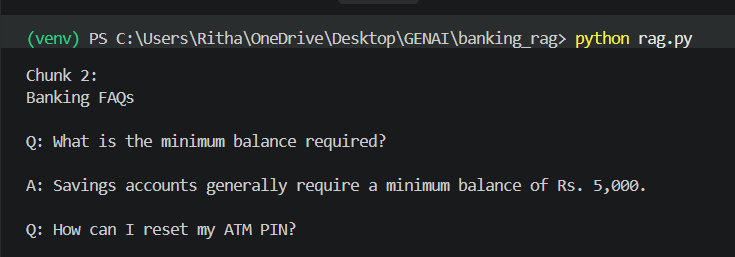 (venv) PS C:\Users\Ritha\OneDrive\Desktop\GENAI\banking_rag> python rag.py
Chunk 2:
Banking FAQs
Q: What is the minimum balance required?
A: Savings accounts generally require a minimum balance of Rs. 5,000.
Q: How can I reset my ATM PIN?